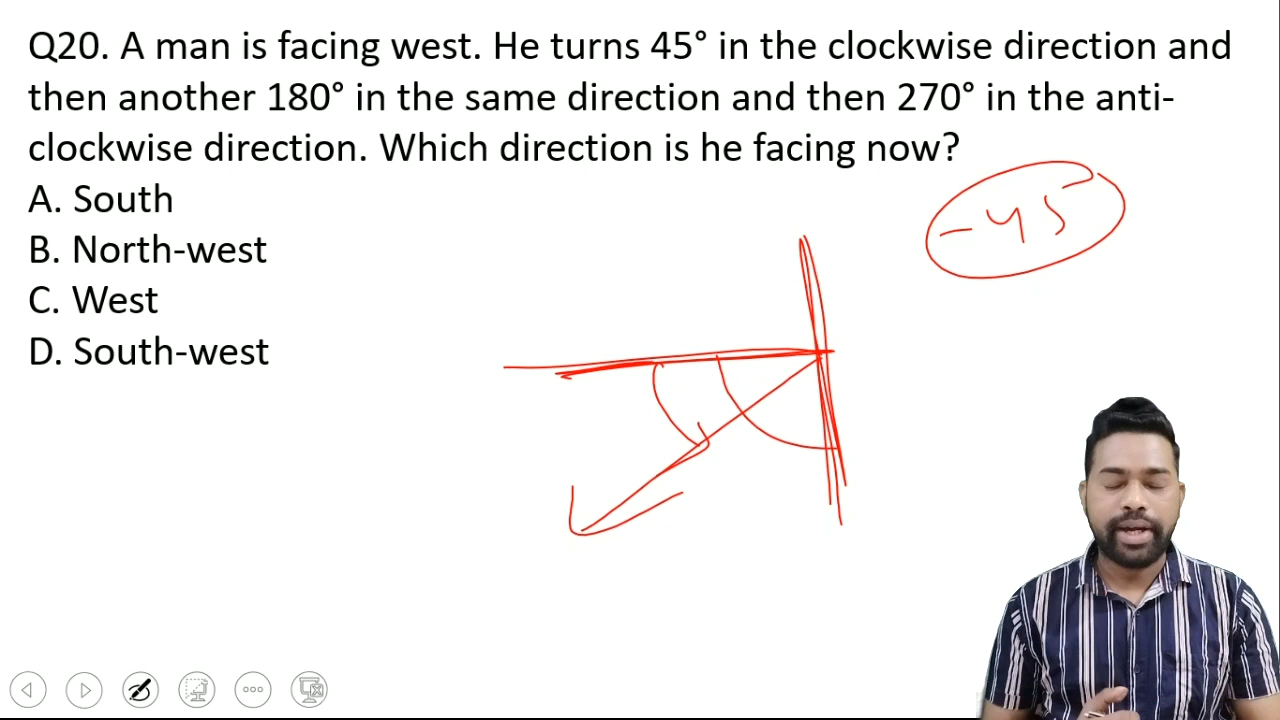 Q20. A man is facing west. He turns 45° in the clockwise direction and
then another 180° in the same direction and then 270° in the anti-
clockwise direction. Which direction is he facing now?
A. South
B. North-west
C. West
D. South-west
-45